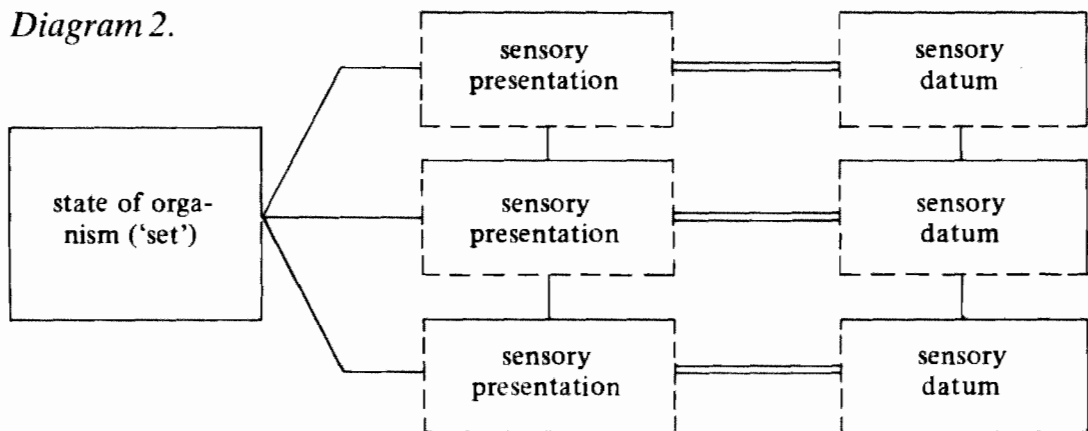 Diagram 2.
sensory
presentation
sensory
datum
state of orga-
nism (‘set’)
sensory
presentation
sensory
datum
sensory
presentation
sensory
datum